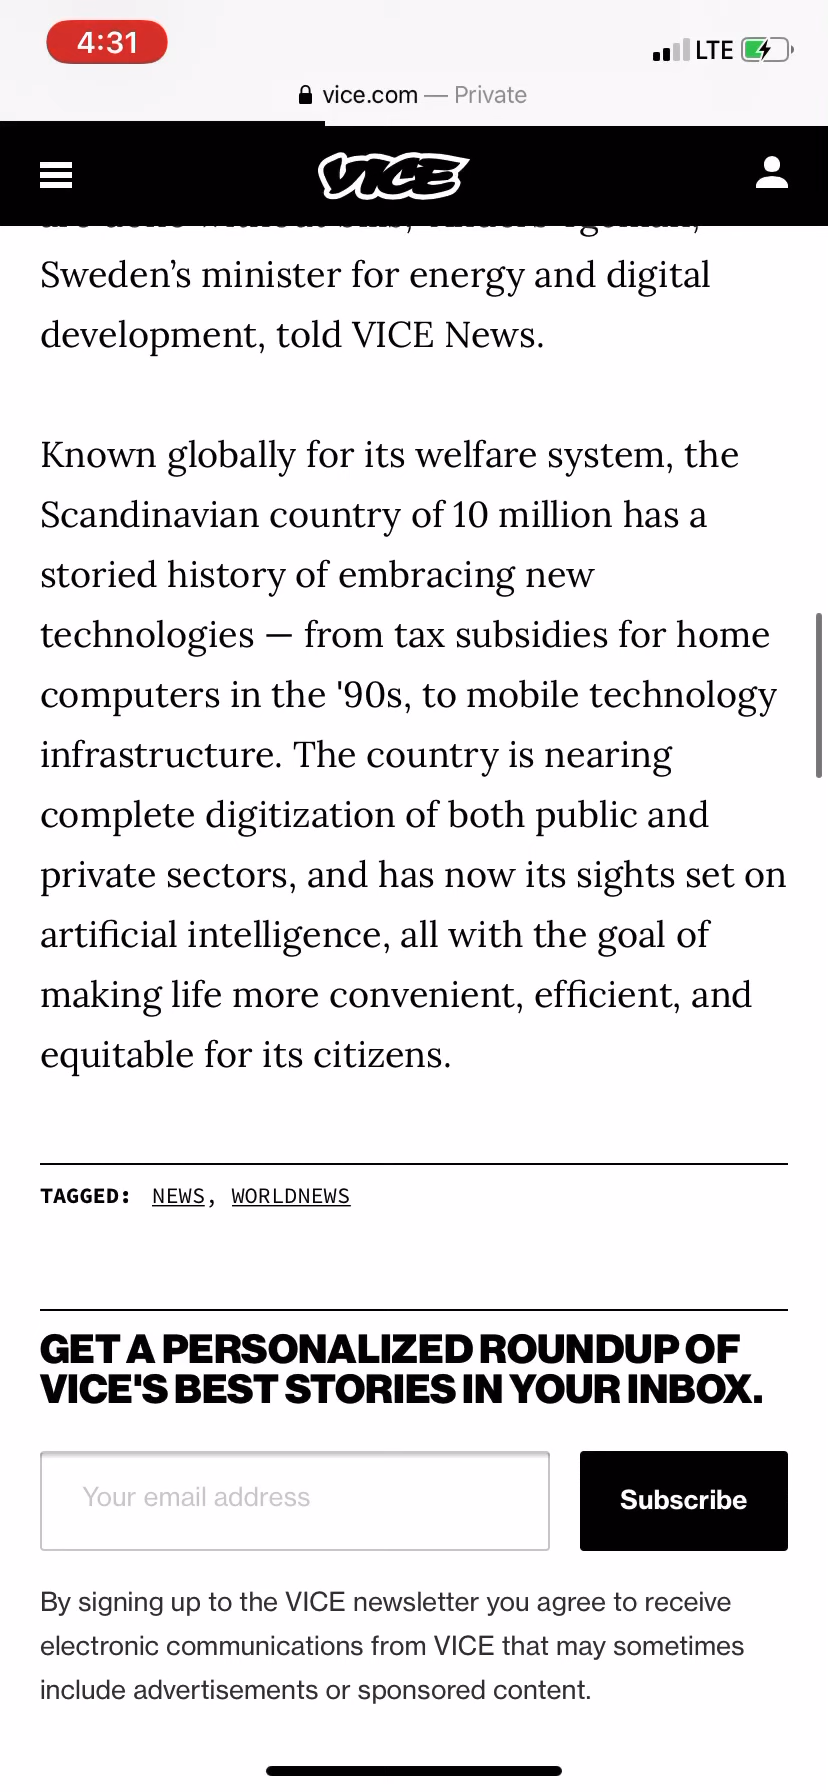 4:31
LTE
vice.com — Private
VICE
Sweden’s minister for energy and digital
development, told VICE News.
Known globally for its welfare system, the
Scandinavian country of 10 million has a
storied history of embracing new
technologies — from tax subsidies for home
computers in the '90s, to mobile technology
infrastructure. The country is nearing
complete digitization of both public and
private sectors, and has now its sights set on
artificial intelligence, all with the goal of
making life more convenient, efficient, and
equitable for its citizens.
TAGGED: NEWS, WORLDNEWS
GET A PERSONALIZED ROUNDUP OF
VICE'S BEST STORIES IN YOUR INBOX.
Your email address
Subscribe
By signing up to the VICE newsletter you agree to receive
electronic communications from VICE that may sometimes
include advertisements or sponsored content.